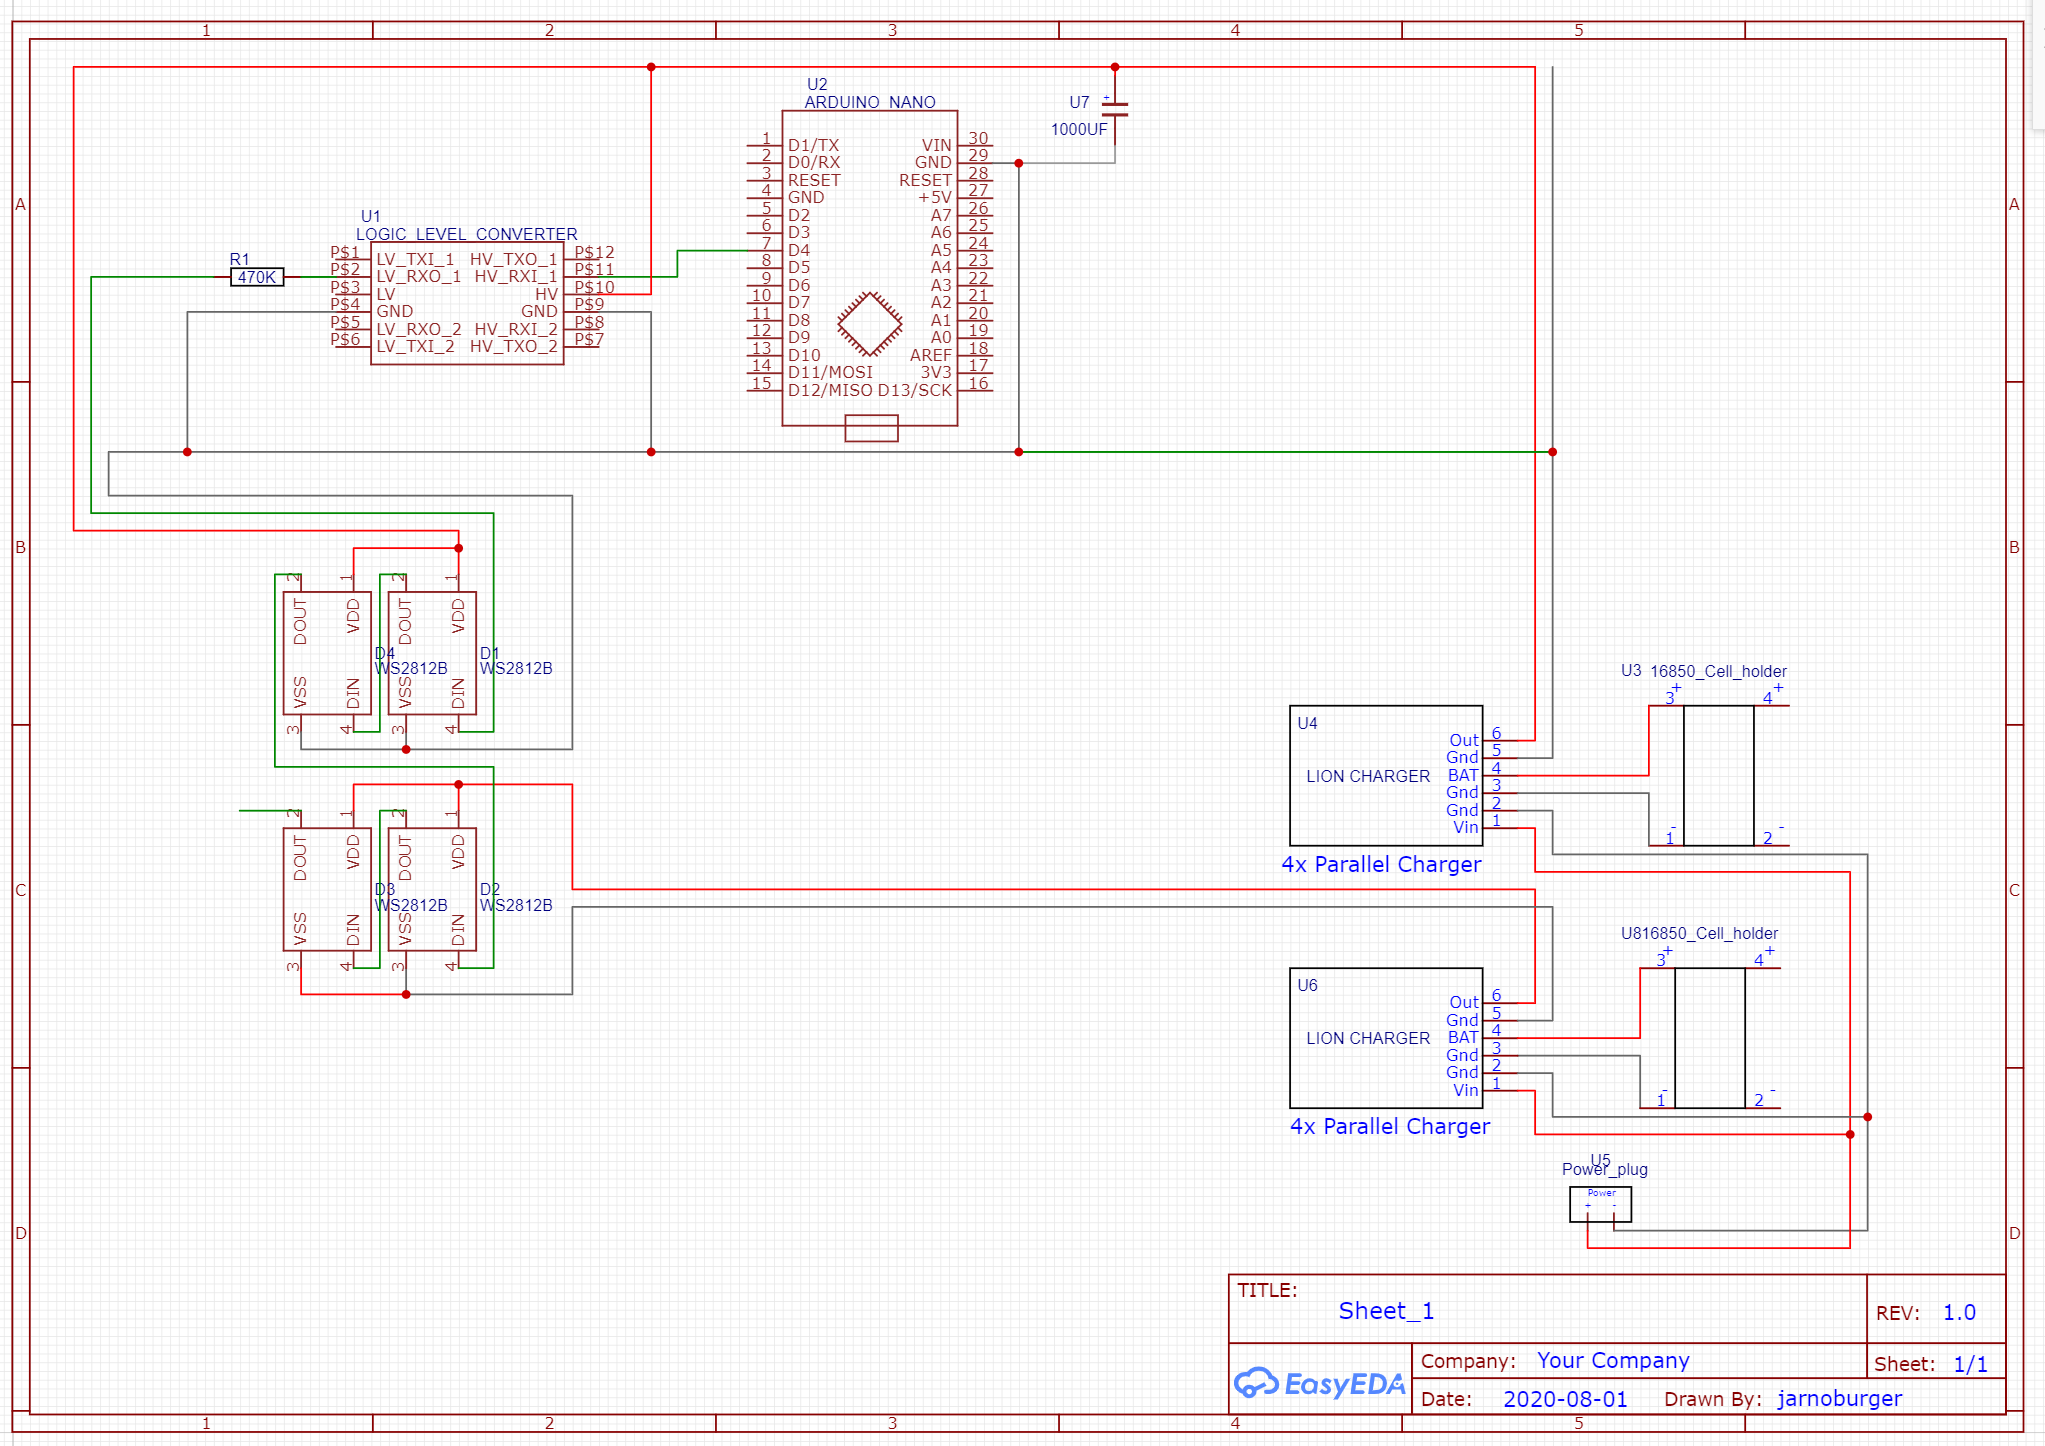 1 2 3 4 5
A
B
C
D
A
B
C
D
U2
ARDUINO NANO
1 D1/TX
2 D0/RX
3 RESET
4 GND
5 D2
6 D3
7 D4
8 D5
9 D6
10 D7
11 D8
12 D9
13 D10
14 D11/MOSI
15 D12/MISO
VIN 30
GND 29
RESET 28
+5V 27
A7 26
A6 25
A5 24
A4 23
A3 22
A2 21
A1 20
A0 19
AREF 18
3V3 17
D13/SCK 16
U7 +
1000UF
U1
LOGIC LEVEL CONVERTER
P$1 LV_TXI_1 HV_TXO_1 P$12
P$2 LV_RXO_1 HV_RXI_1 P$11
P$3 LV HV P$10
P$4 GND GND P$9
P$5 LV_RXO_2 HV_RXI_2 P$8
P$6 LV_TXI_2 HV_TXO_2 P$7
R1
470K
2 1 2 1
DOUT VDD DOUT VDD
D4 D1
WS2812B WS2812B
VSS DIN VSS DIN
3 4 3 4
2 1 2 1
DOUT VDD DOUT VDD
D3 D2
WS2812B WS2812B
VSS DIN VSS DIN
3 4 3 4
U4
LION CHARGER
Out 6
Gnd 5
BAT 4
Gnd 3
Gnd 2
Vin 1
4x Parallel Charger
U3 16850_Cell_holder
+ +
3 4
- -
1 2
U6
LION CHARGER
Out 6
Gnd 5
BAT 4
Gnd 3
Gnd 2
Vin 1
4x Parallel Charger
U816850_Cell_holder
+ +
3 4
- -
1 2
U5
Power_plug
Power
+ -
TITLE:
Sheet_1
REV: 1.0
EasyEDA
Company: Your Company
Sheet: 1/1
Date: 2020-08-01 Drawn By: jarnoburger
1 2 3 4 5